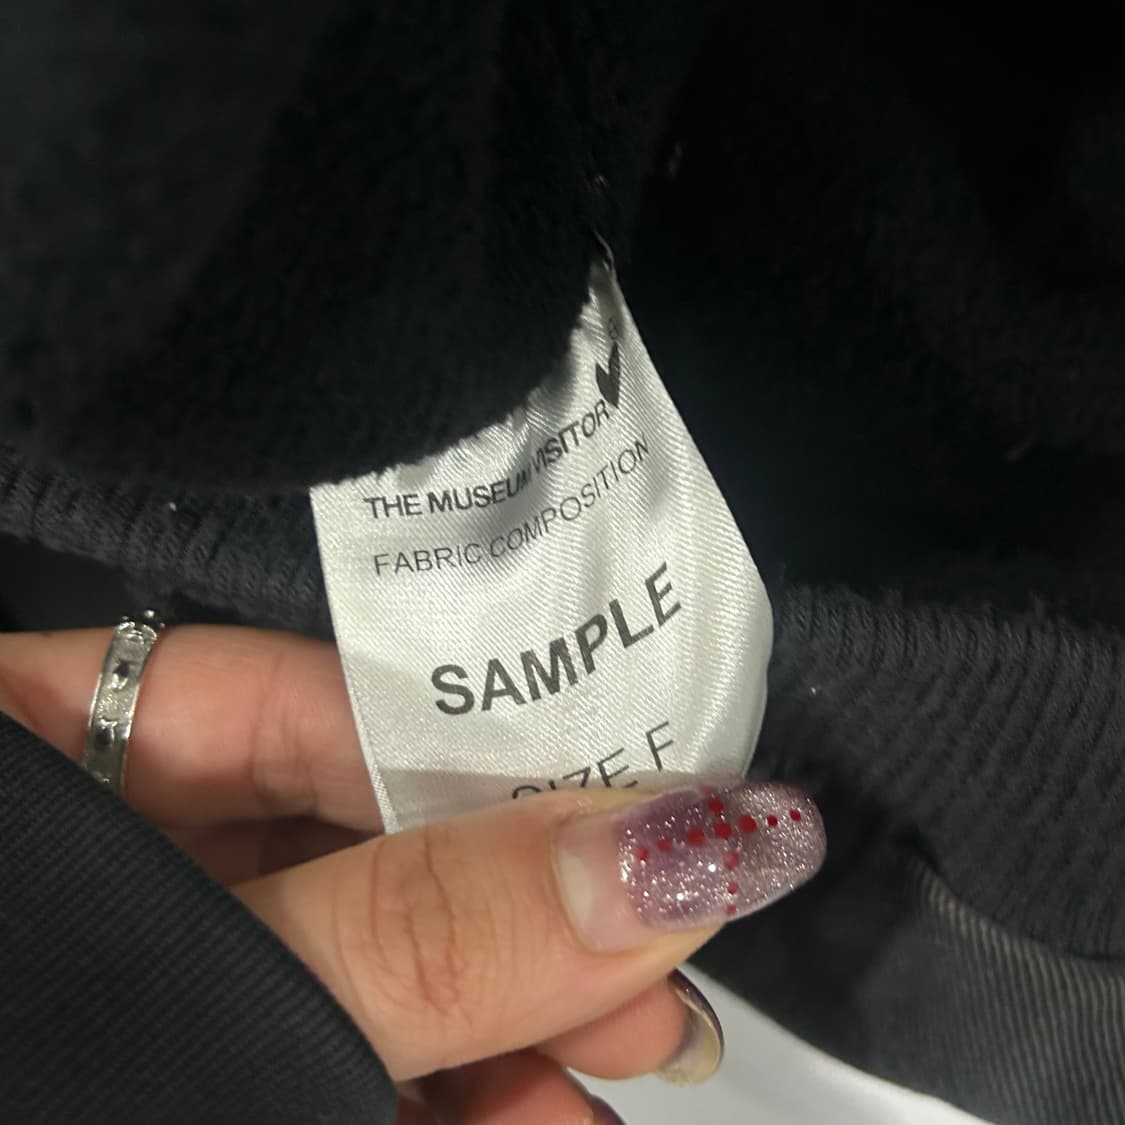 THE MUSEUM VISITOR
FABRIC COMPOSITION
SAMPLE
SIZE F